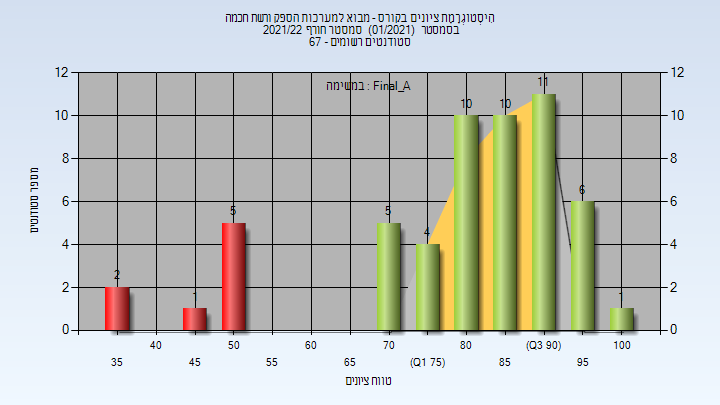 הִיסְטוֹגְרָמַת ציונים בקורס - מבוא למערכות הספק ורשת חכמה
בסמסטר (01/2021) סמסטר חורף 2021/22
סטודנטים רשומים - 67
במשימה : Final_A
מספר סטודנטים
12 12
10 10
8 8
6 6
4 4
2 2
0 0
2 1 5 5 4 10 10 11 6 1
40 50 60 70 80 (Q3 90) 100
35 45 55 65 (Q1 75) 85 95
טווח ציונים